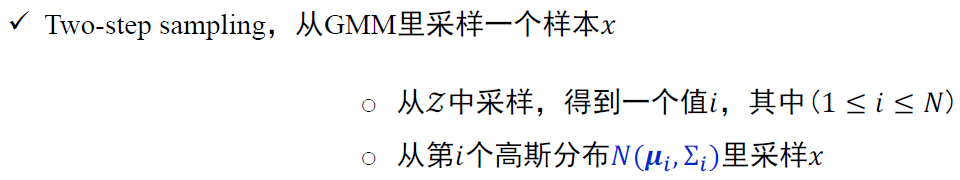 ✓ Two-step sampling，从GMM里采样一个样本𝑥
○ 从𝒵中采样，得到一个值𝑖，其中(1 ≤ 𝑖 ≤ 𝑁)
○ 从第𝑖个高斯分布𝑁(𝝁ᵢ, Σᵢ)里采样𝑥